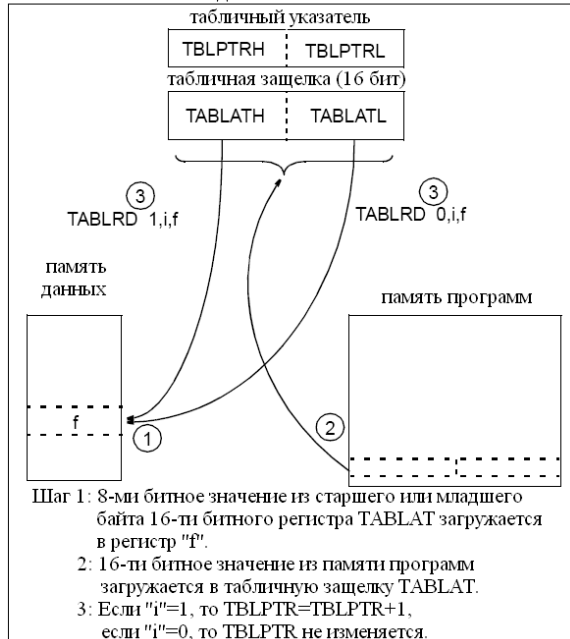 табличный указатель
TBLPTRH TBLPTRL
табличная защелка (16 бит)
TABLATH TABLATL
3 3
TABLRD 1,i,f TABLRD 0,i,f
память
данных
память программ
f
1
2
Шаг 1: 8-ми битное значение из старшего или младшего
байта 16-ти битного регистра TABLAT загружается
в регистр "f".
2: 16-ти битное значение из памяти программ
загружается в табличную защелку TABLAT.
3: Если "i"=1, то TBLPTR=TBLPTR+1,
если "i"=0, то TBLPTR не изменяется.